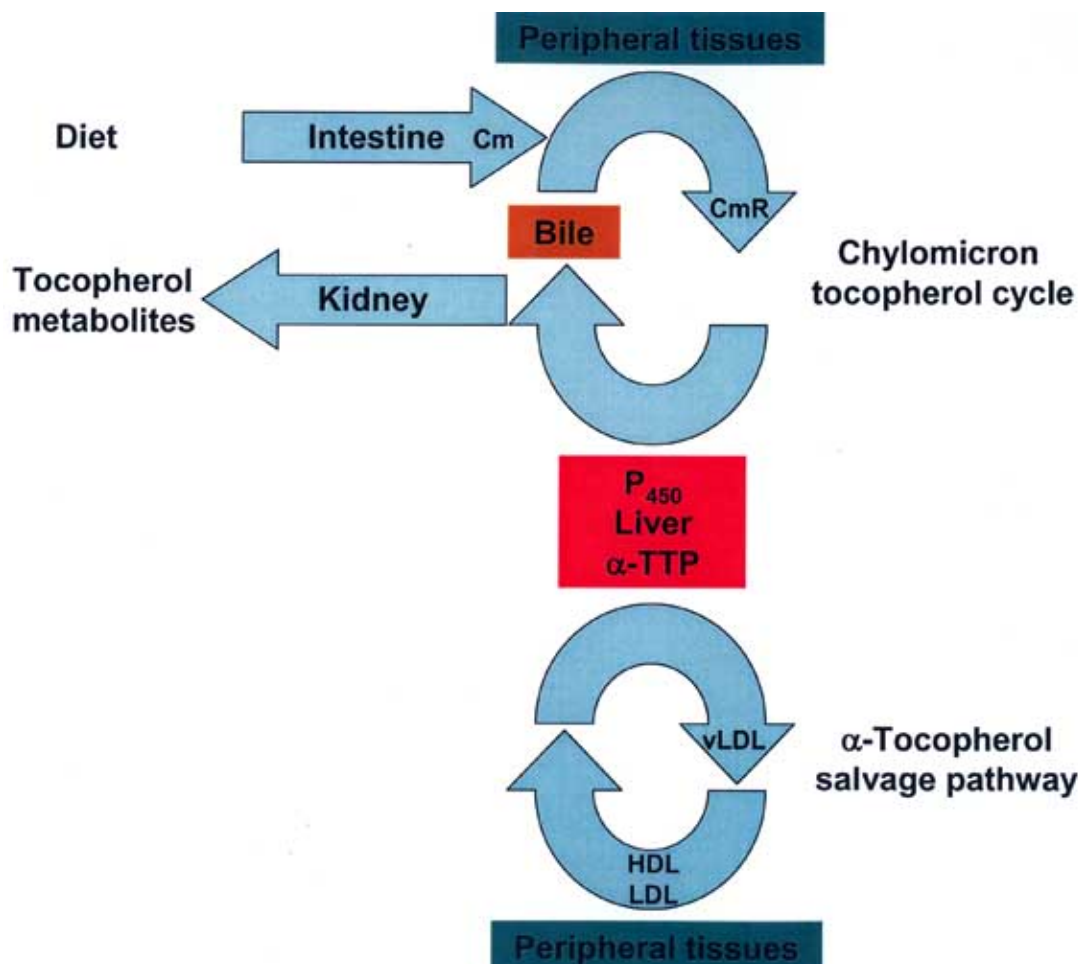 Peripheral tissues
Diet
Intestine Cm
CmR
Bile
Chylomicron
tocopherol cycle
Tocopherol
metabolites
Kidney
P450
Liver
α-TTP
vLDL
α-Tocopherol
salvage pathway
HDL
LDL
Peripheral tissues